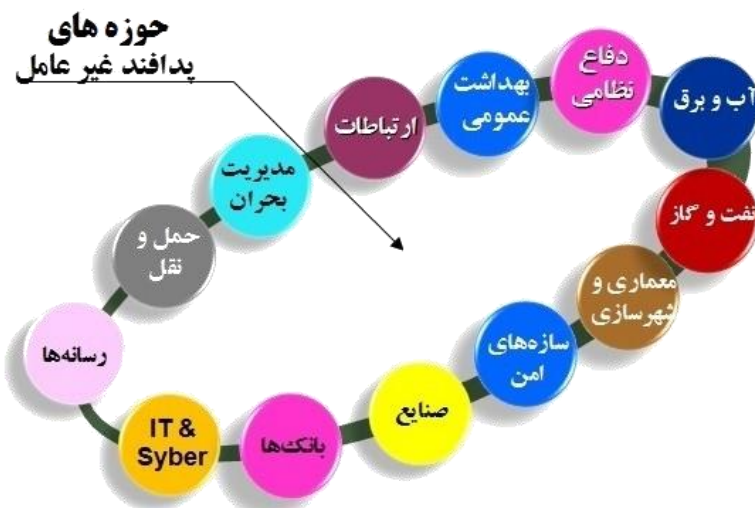 حوزه های
پدافند غیر عامل
آب و برق
دفاع
نظامی
بهداشت
عمومی
ارتباطات
مدیریت
بحران
حمل و
نقل
رسانه‌ها
IT &
Syber
بانک‌ها
صنایع
سازه‌های
امن
معماری و
شهرسازی
نفت و گاز